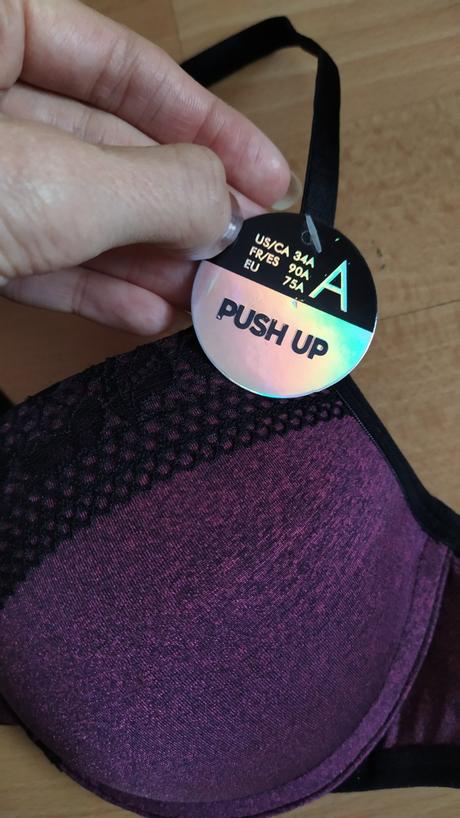 US/CA 34A
FR/ES 90A
EU 75A
A
PUSH UP